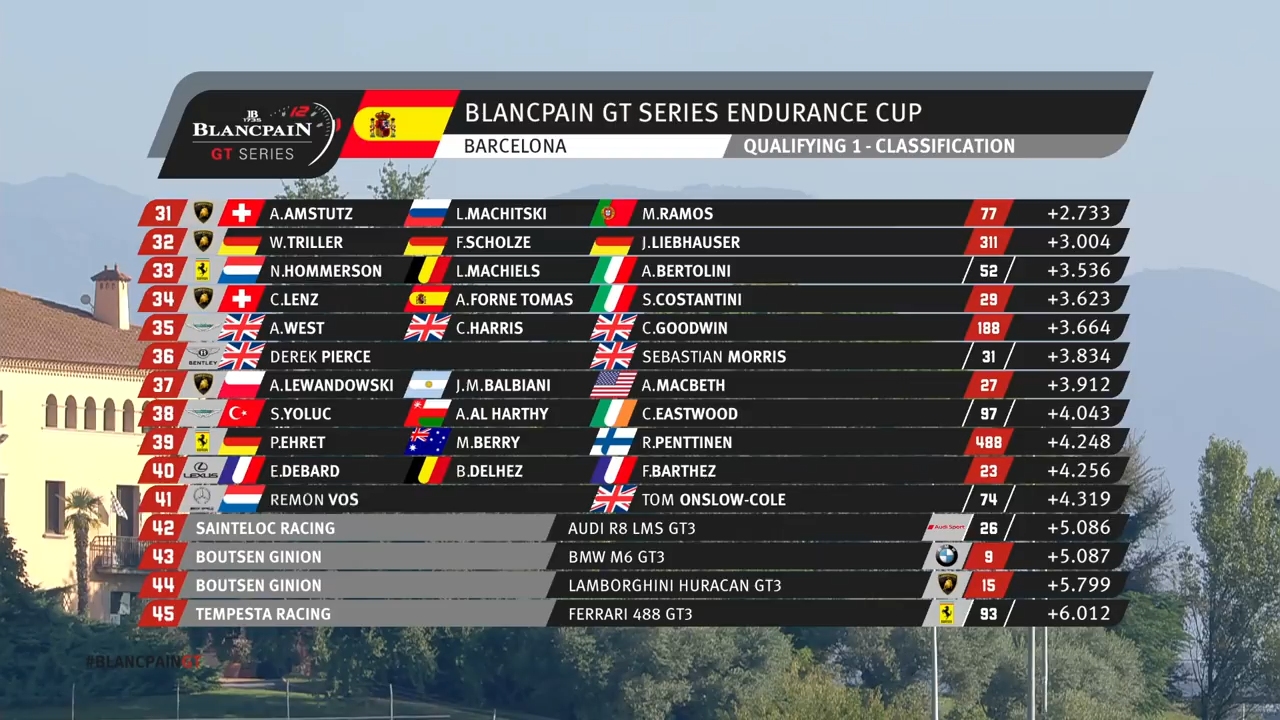 BLANCPAIN GT SERIES ENDURANCE CUP
JB 1735 12
BLANCPAIN
GT SERIES
BARCELONA QUALIFYING 1 - CLASSIFICATION
31 A.AMSTUTZ L.MACHITSKI M.RAMOS 77 +2.733
32 W.TRILLER F.SCHOLZE J.LIEBHAUSER 311 +3.004
33 N.HOMMERSON L.MACHIELS A.BERTOLINI 52 +3.536
34 C.LENZ A.FORNE TOMAS S.COSTANTINI 29 +3.623
35 A.WEST C.HARRIS C.GOODWIN 188 +3.664
36 BENTLEY DEREK PIERCE SEBASTIAN MORRIS 31 +3.834
37 A.LEWANDOWSKI J.M.BALBIANI A.MACBETH 27 +3.912
38 S.YOLUC A.AL HARTHY C.EASTWOOD 97 +4.043
39 P.EHRET M.BERRY R.PENTTINEN 488 +4.248
40 LEXUS E.DEBARD B.DELHEZ F.BARTHEZ 23 +4.256
41 REMON VOS TOM ONSLOW-COLE 74 +4.319
42 SAINTELOC RACING AUDI R8 LMS GT3 Audi Sport 26 +5.086
43 BOUTSEN GINION BMW M6 GT3 9 +5.087
44 BOUTSEN GINION LAMBORGHINI HURACAN GT3 15 +5.799
45 TEMPESTA RACING FERRARI 488 GT3 93 +6.012
#BLANCPAINGT